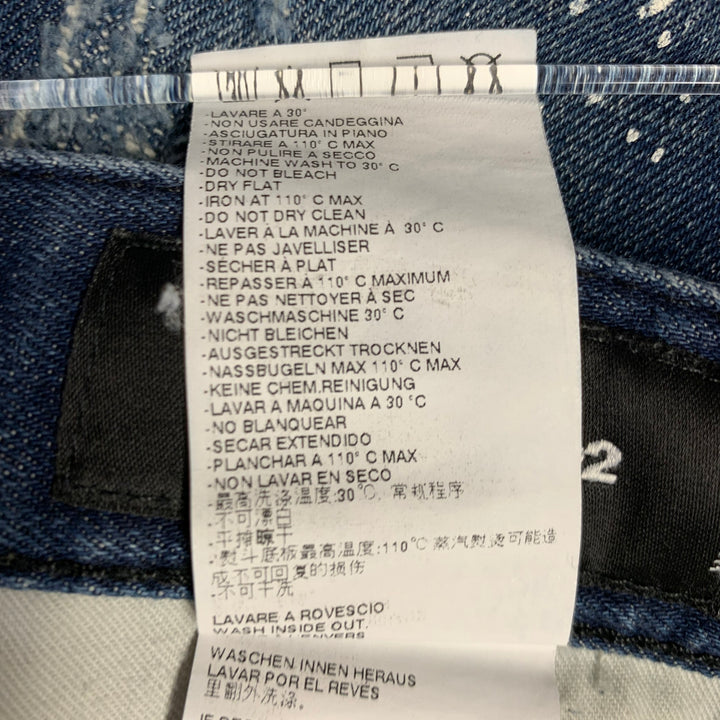 -LAVARE A 30°
-NON USARE CANDEGGINA
-ASCIUGATURA IN PIANO
-STIRARE A 110° C MAX
-NON PULIRE A SECCO
-MACHINE WASH TO 30° C
-DO NOT BLEACH
-DRY FLAT
-IRON AT 110° C MAX
-DO NOT DRY CLEAN
-LAVER À LA MACHINE À 30° C
-NE PAS JAVELLISER
-SÉCHER À PLAT
-REPASSER À 110° C MAXIMUM
-NE PAS NETTOYER À SEC
-WASCHMASCHINE 30° C
-NICHT BLEICHEN
-AUSGESTRECKT TROCKNEN
-NASSBUGELN MAX 110° C MAX
-KEINE CHEM.REINIGUNG
-LAVAR A MAQUINA A 30 °C
-NO BLANQUEAR
-SECAR EXTENDIDO
-PLANCHAR A 110° C MAX
-NON LAVAR EN SECO
-最高洗涤温度:30℃, 常规程序
-不可漂白
-平摊晾干
-熨斗底板最高温度:110℃ 蒸汽熨烫可能造
成不可回复的损伤
-不可干洗
LAVARE A ROVESCIO
WASH INSIDE OUT.
WASCHEN INNEN HERAUS
LAVAR POR EL REVÉS
里翻外洗涤.
2